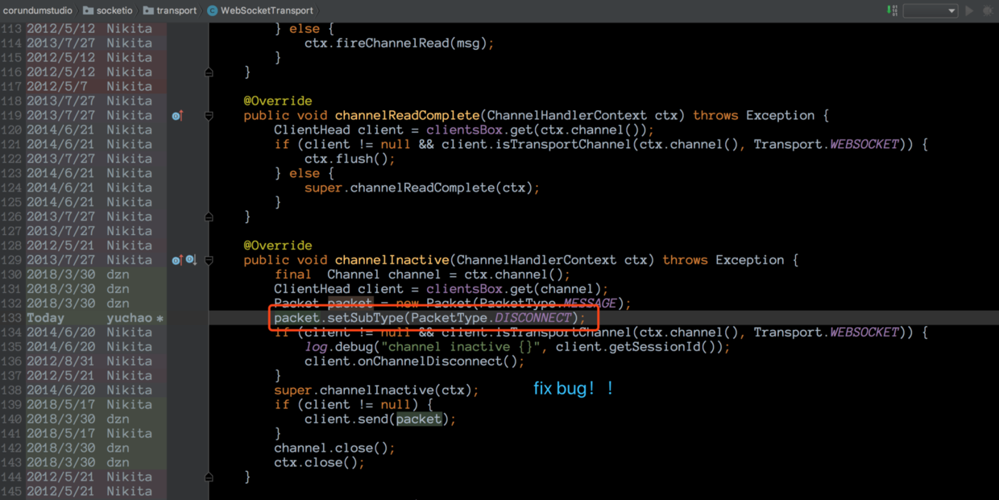 corundumstudio socketio transport WebSocketTransport
113 2012/5/12 Nikita } else {
114 2013/7/27 Nikita ctx.fireChannelRead(msg);
115 2012/5/12 Nikita }
116 2012/5/12 Nikita }
117 2012/5/7 Nikita
118 2013/7/27 Nikita @Override
119 2013/7/27 Nikita public void channelReadComplete(ChannelHandlerContext ctx) throws Exception {
120 2014/6/21 Nikita ClientHead client = clientsBox.get(ctx.channel());
121 2014/6/21 Nikita if (client != null && client.isTransportChannel(ctx.channel(), Transport.WEBSOCKET)) {
122 2013/7/27 Nikita ctx.flush();
123 2014/6/21 Nikita } else {
124 2014/6/21 Nikita super.channelReadComplete(ctx);
125 2014/6/21 Nikita }
126 2013/7/27 Nikita }
127 2013/7/27 Nikita
128 2012/5/21 Nikita @Override
129 2013/7/27 Nikita public void channelInactive(ChannelHandlerContext ctx) throws Exception {
130 2018/3/30 dzn final Channel channel = ctx.channel();
131 2018/3/30 dzn ClientHead client = clientsBox.get(channel);
132 2018/3/30 dzn Packet packet = new Packet(PacketType.MESSAGE);
133 Today yuchao * packet.setSubType(PacketType.DISCONNECT);
134 2014/6/20 Nikita if (client != null && client.isTransportChannel(ctx.channel(), Transport.WEBSOCKET)) {
135 2014/6/20 Nikita log.debug("channel inactive {}", client.getSessionId());
136 2012/8/31 Nikita client.onChannelDisconnect();
137 2012/5/21 Nikita }
138 2014/6/20 Nikita super.channelInactive(ctx); fix bug！！
139 2018/5/17 Nikita if (client != null) {
140 2018/3/30 dzn client.send(packet);
141 2018/5/17 Nikita }
142 2018/3/30 dzn channel.close();
143 2018/3/30 dzn ctx.close();
144 2012/5/21 Nikita }
145 2012/5/21 Nikita